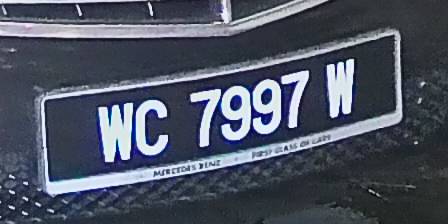 WC 7997 W
MERCEDES BENZ FIRST CLASS OF CARS